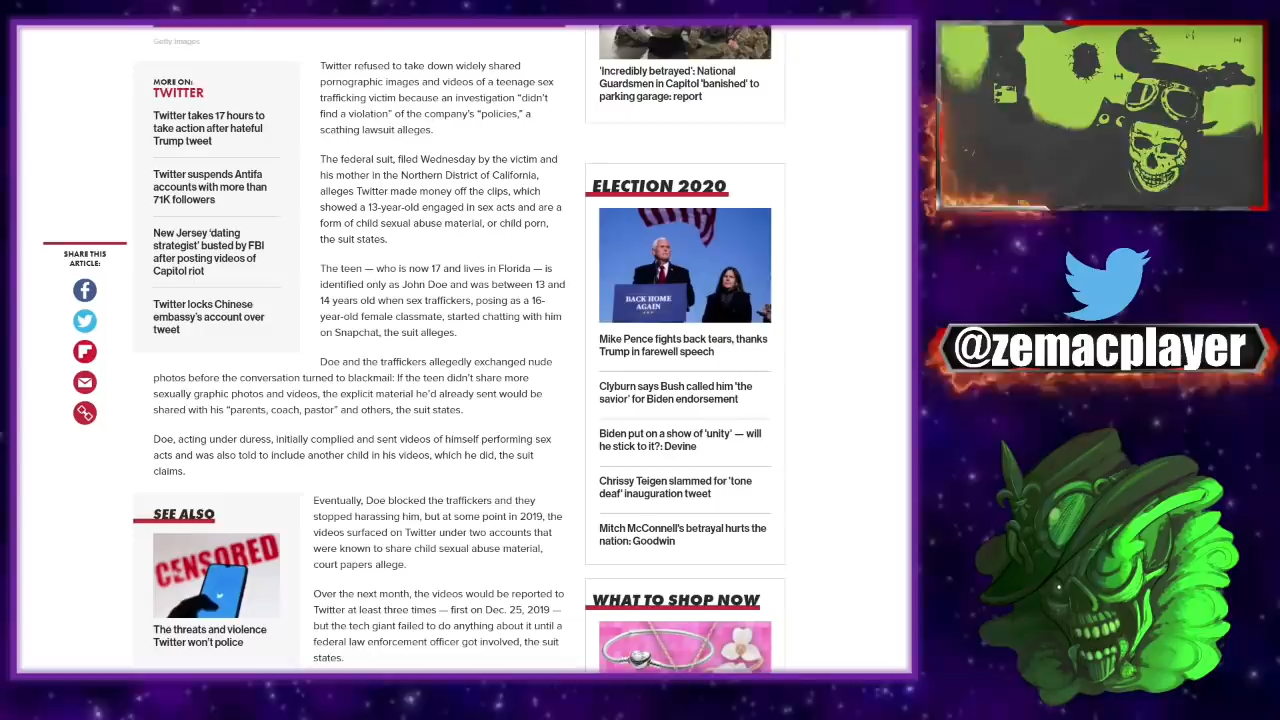 Getty Images
MORE ON:
TWITTER
Twitter takes 17 hours to
take action after hateful
Trump tweet
Twitter suspends Antifa
accounts with more than
71K followers
New Jersey ‘dating
strategist’ busted by FBI
after posting videos of
Capitol riot
Twitter locks Chinese
embassy’s account over
tweet
SHARE THIS
ARTICLE:
Twitter refused to take down widely shared
pornographic images and videos of a teenage sex
trafficking victim because an investigation “didn’t
find a violation” of the company’s “policies,” a
scathing lawsuit alleges.
The federal suit, filed Wednesday by the victim and
his mother in the Northern District of California,
alleges Twitter made money off the clips, which
showed a 13-year-old engaged in sex acts and are a
form of child sexual abuse material, or child porn,
the suit states.
The teen — who is now 17 and lives in Florida — is
identified only as John Doe and was between 13 and
14 years old when sex traffickers, posing as a 16-
year-old female classmate, started chatting with him
on Snapchat, the suit alleges.
Doe and the traffickers allegedly exchanged nude
photos before the conversation turned to blackmail: If the teen didn’t share more
sexually graphic photos and videos, the explicit material he’d already sent would be
shared with his “parents, coach, pastor” and others, the suit states.
Doe, acting under duress, initially complied and sent videos of himself performing sex
acts and was also told to include another child in his videos, which he did, the suit
claims.
SEE ALSO
CENSORED
The threats and violence
Twitter won’t police
Eventually, Doe blocked the traffickers and they
stopped harassing him, but at some point in 2019, the
videos surfaced on Twitter under two accounts that
were known to share child sexual abuse material,
court papers allege.
Over the next month, the videos would be reported to
Twitter at least three times — first on Dec. 25, 2019 —
but the tech giant failed to do anything about it until a
federal law enforcement officer got involved, the suit
states.
‘Incredibly betrayed’: National
Guardsmen in Capitol ‘banished’ to
parking garage: report
ELECTION 2020
BACK HOME
AGAIN
Mike Pence fights back tears, thanks
Trump in farewell speech
Clyburn says Bush called him ‘the
savior’ for Biden endorsement
Biden put on a show of ‘unity’ — will
he stick to it?: Devine
Chrissy Teigen slammed for ‘tone
deaf’ inauguration tweet
Mitch McConnell’s betrayal hurts the
nation: Goodwin
WHAT TO SHOP NOW
@zemacplayer